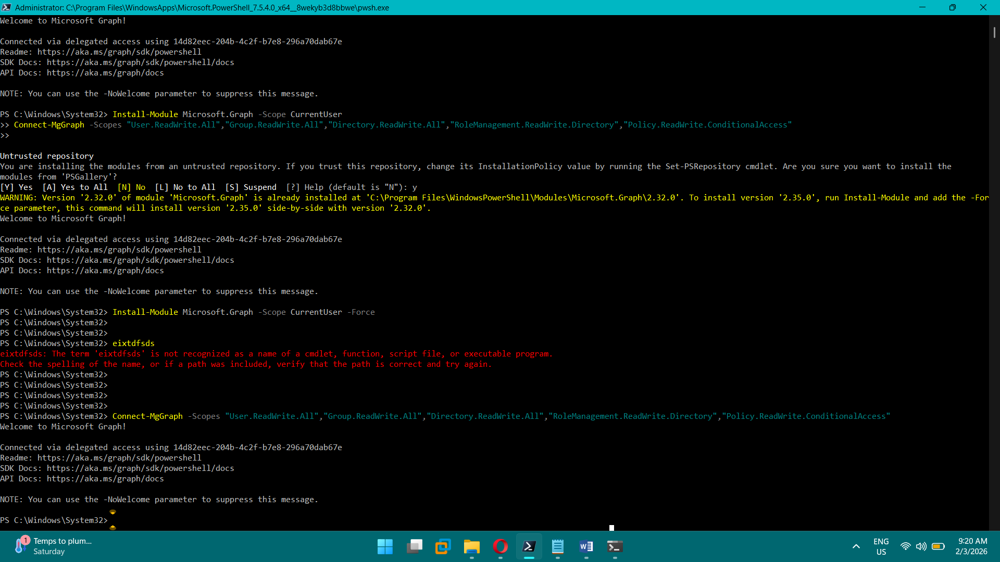 Administrator: C:\Program Files\WindowsApps\Microsoft.PowerShell_7.5.4.0_x64__8wekyb3d8bbwe\pwsh.exe
Welcome to Microsoft Graph!
Connected via delegated access using 14d82eec-204b-4c2f-b7e8-296a70dab67e
Readme: https://aka.ms/graph/sdk/powershell
SDK Docs: https://aka.ms/graph/sdk/powershell/docs
API Docs: https://aka.ms/graph/docs
NOTE: You can use the -NoWelcome parameter to suppress this message.
PS C:\Windows\System32> Install-Module Microsoft.Graph -Scope CurrentUser
>> Connect-MgGraph -Scopes "User.ReadWrite.All","Group.ReadWrite.All","Directory.ReadWrite.All","RoleManagement.ReadWrite.Directory","Policy.ReadWrite.ConditionalAccess"
>>
Untrusted repository
You are installing the modules from an untrusted repository. If you trust this repository, change its InstallationPolicy value by running the Set-PSRepository cmdlet. Are you sure you want to install the
modules from 'PSGallery'?
[Y] Yes  [A] Yes to All  [N] No  [L] No to All  [S] Suspend  [?] Help (default is "N"): y
WARNING: Version '2.32.0' of module 'Microsoft.Graph' is already installed at 'C:\Program Files\WindowsPowerShell\Modules\Microsoft.Graph\2.32.0'. To install version '2.35.0', run Install-Module and add the -For
ce parameter, this command will install version '2.35.0' side-by-side with version '2.32.0'.
Welcome to Microsoft Graph!
Connected via delegated access using 14d82eec-204b-4c2f-b7e8-296a70dab67e
Readme: https://aka.ms/graph/sdk/powershell
SDK Docs: https://aka.ms/graph/sdk/powershell/docs
API Docs: https://aka.ms/graph/docs
NOTE: You can use the -NoWelcome parameter to suppress this message.
PS C:\Windows\System32> Install-Module Microsoft.Graph -Scope CurrentUser -Force
PS C:\Windows\System32>
PS C:\Windows\System32>
PS C:\Windows\System32> eixtdfsds
eixtdfsds: The term 'eixtdfsds' is not recognized as a name of a cmdlet, function, script file, or executable program.
Check the spelling of the name, or if a path was included, verify that the path is correct and try again.
PS C:\Windows\System32>
PS C:\Windows\System32>
PS C:\Windows\System32>
PS C:\Windows\System32>
PS C:\Windows\System32> Connect-MgGraph -Scopes "User.ReadWrite.All","Group.ReadWrite.All","Directory.ReadWrite.All","RoleManagement.ReadWrite.Directory","Policy.ReadWrite.ConditionalAccess"
Welcome to Microsoft Graph!
Connected via delegated access using 14d82eec-204b-4c2f-b7e8-296a70dab67e
Readme: https://aka.ms/graph/sdk/powershell
SDK Docs: https://aka.ms/graph/sdk/powershell/docs
API Docs: https://aka.ms/graph/docs
NOTE: You can use the -NoWelcome parameter to suppress this message.
PS C:\Windows\System32>
1
Temps to plum...
Saturday
W
ENG
US
9:20 AM
2/3/2026